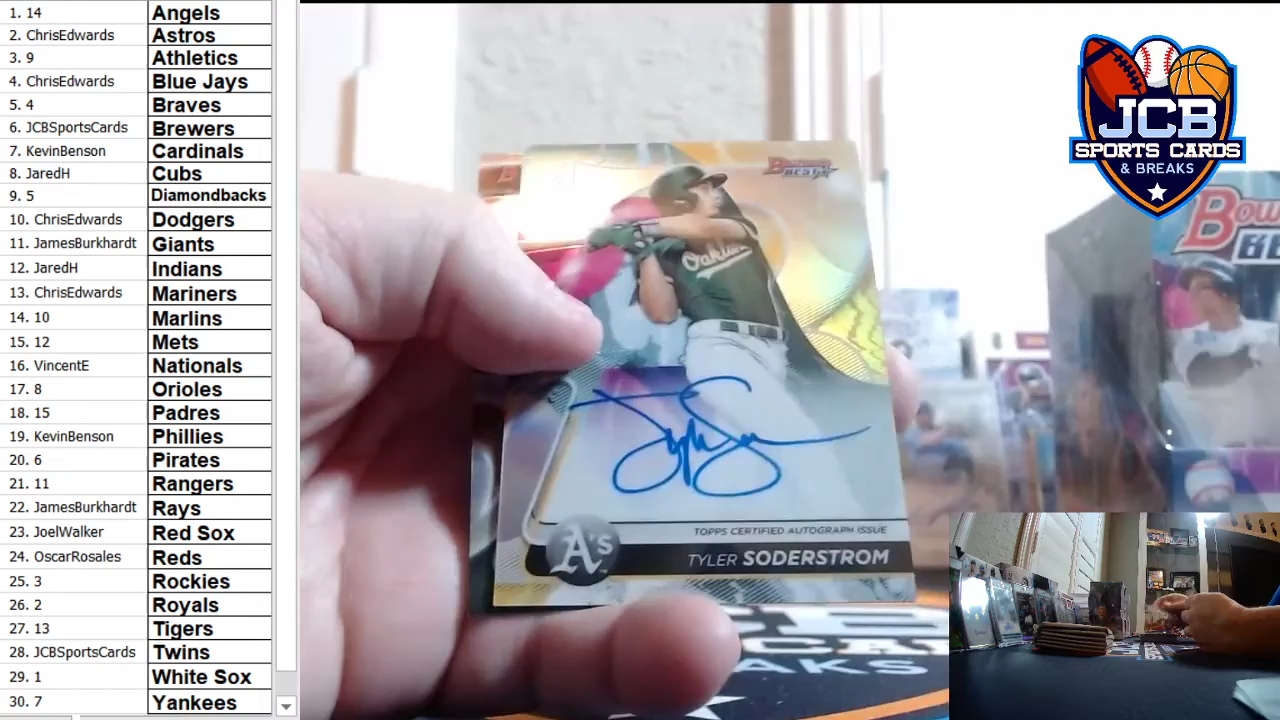 1. 14 Angels
2. ChrisEdwards Astros
3. 9 Athletics
4. ChrisEdwards Blue Jays
5. 4 Braves
6. JCBSportsCards Brewers
7. KevinBenson Cardinals
8. JaredH Cubs
9. 5 Diamondbacks
10. ChrisEdwards Dodgers
11. JamesBurkhardt Giants
12. JaredH Indians
13. ChrisEdwards Mariners
14. 10 Marlins
15. 12 Mets
16. VincentE Nationals
17. 8 Orioles
18. 15 Padres
19. KevinBenson Phillies
20. 6 Pirates
21. 11 Rangers
22. JamesBurkhardt Rays
23. JoelWalker Red Sox
24. OscarRosales Reds
25. 3 Rockies
26. 2 Royals
27. 13 Tigers
28. JCBSportsCards Twins
29. 1 White Sox
30. 7 Yankees
Bowman
BEST
Oakland
TOPPS CERTIFIED AUTOGRAPH ISSUE
A's
TYLER SODERSTROM
JCB
SPORTS CARDS
& BREAKS